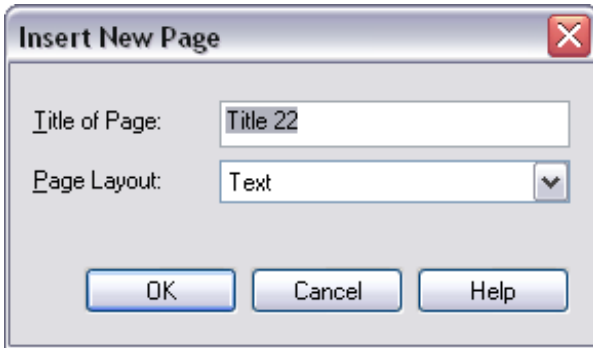 Insert New Page
Title of Page: Title 22
Page Layout: Text
OK Cancel Help